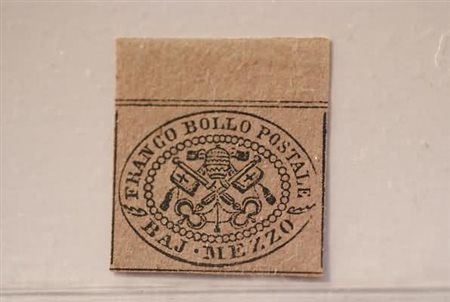 FRANCO BOLLO POSTALE
BAJ · MEZZO